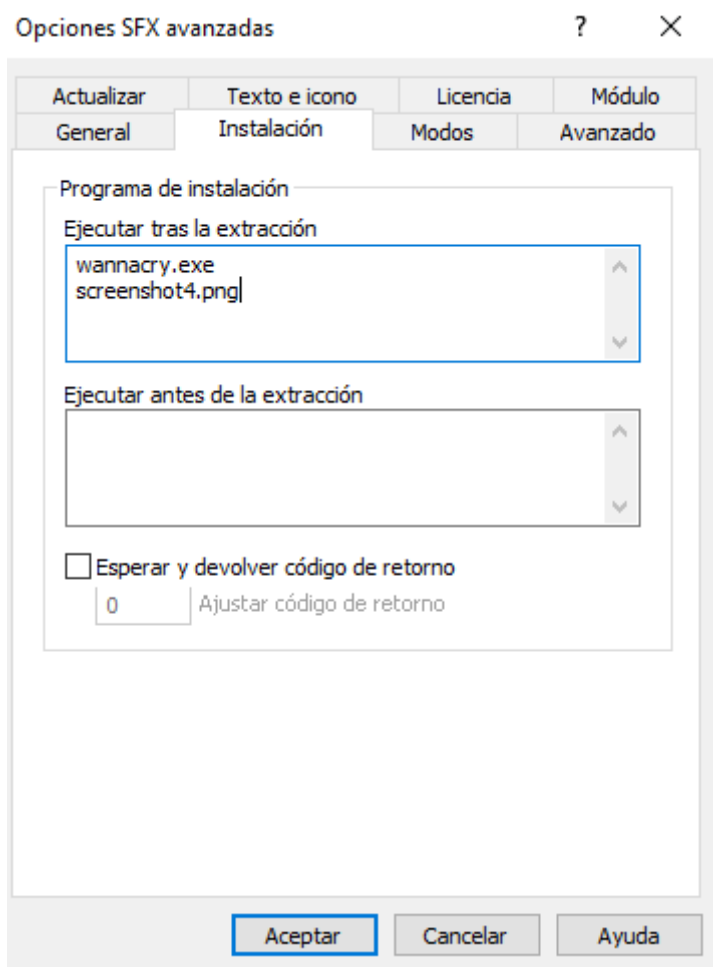 Opciones SFX avanzadas
?
Actualizar
Texto e icono
Licencia
Módulo
General
Instalación
Modos
Avanzado
Programa de instalación
Ejecutar tras la extracción
wannacry.exe
screenshot4.png
Ejecutar antes de la extracción
Esperar y devolver código de retorno
0
Ajustar código de retorno
Aceptar
Cancelar
Ayuda